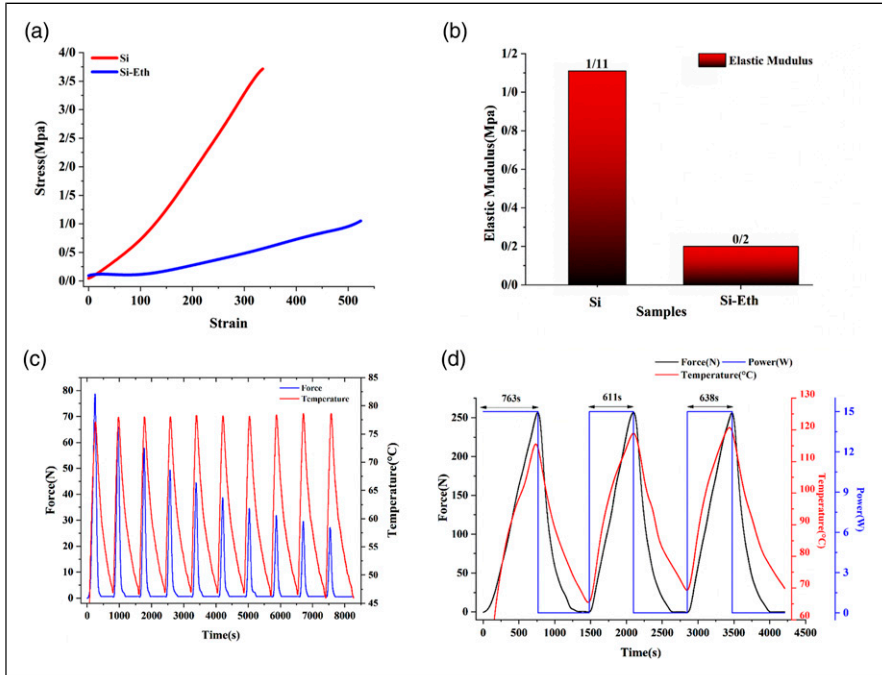 (a)
Si
Si-Eth
4/0
3/5
3/0
2/5
2/0
1/5
1/0
0/5
0/0
Stress(Mpa)
0 100 200 300 400 500
Strain
(b)
Elastic Mudulus
1/11
0/2
1/2
1/0
0/8
0/6
0/4
0/2
0/0
Elastic Mudulus(Mpa)
Si Si-Eth
Samples
(c)
Force
Temperature
80
70
60
50
40
30
20
10
0
Force(N)
85
80
75
70
65
60
55
50
45
Temperature(°C)
0 1000 2000 3000 4000 5000 6000 7000 8000
Time(s)
(d)
Force(N) Power(W)
Temperature(°C)
763s 611s 638s
250
200
150
100
50
0
Force(N)
130
120
110
100
90
80
70
60
Temperature(°C)
15
12
9
6
3
0
Power(W)
0 500 1000 1500 2000 2500 3000 3500 4000
Time(s)